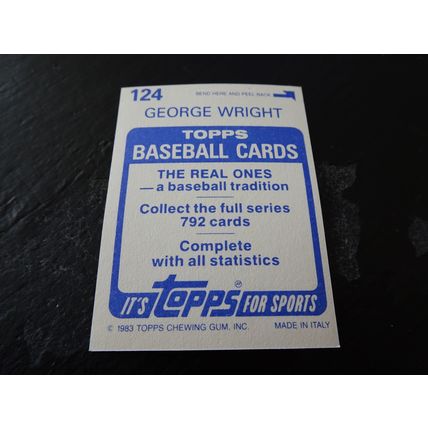 124 BEND HERE AND PEEL BACK
GEORGE WRIGHT
TOPPS
BASEBALL CARDS
THE REAL ONES
— a baseball tradition
Collect the full series
792 cards
Complete
with all statistics
IT'S topps® FOR SPORTS
© 1983 TOPPS CHEWING GUM, INC. MADE IN ITALY